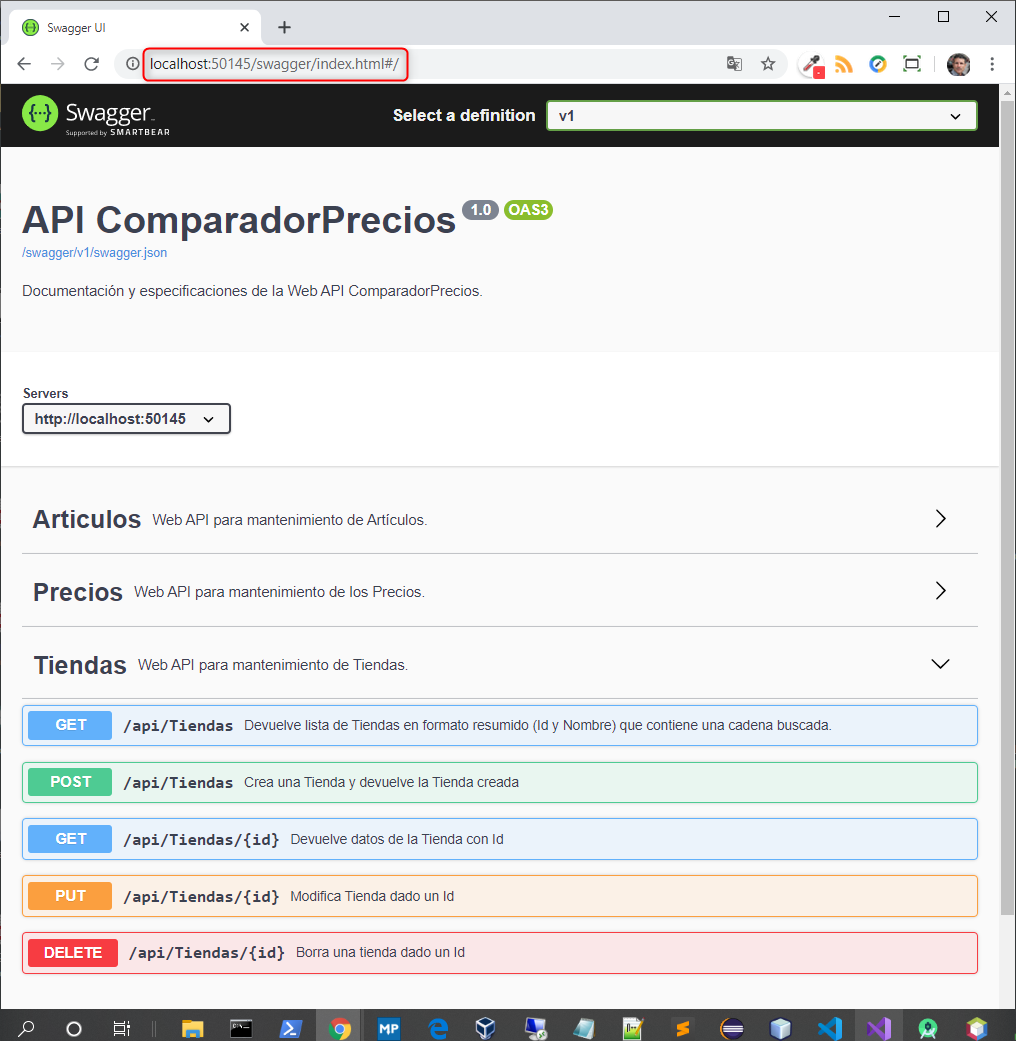 Swagger UI
localhost:50145/swagger/index.html#/
Swagger
Supported by SMARTBEAR
Select a definition
v1
API ComparadorPrecios 1.0 OAS3
/swagger/v1/swagger.json
Documentación y especificaciones de la Web API ComparadorPrecios.
Servers
http://localhost:50145
Articulos Web API para mantenimiento de Artículos.
Precios Web API para mantenimiento de los Precios.
Tiendas Web API para mantenimiento de Tiendas.
GET /api/Tiendas Devuelve lista de Tiendas en formato resumido (Id y Nombre) que contiene una cadena buscada.
POST /api/Tiendas Crea una Tienda y devuelve la Tienda creada
GET /api/Tiendas/{id} Devuelve datos de la Tienda con Id
PUT /api/Tiendas/{id} Modifica Tienda dado un Id
DELETE /api/Tiendas/{id} Borra una tienda dado un Id
MP